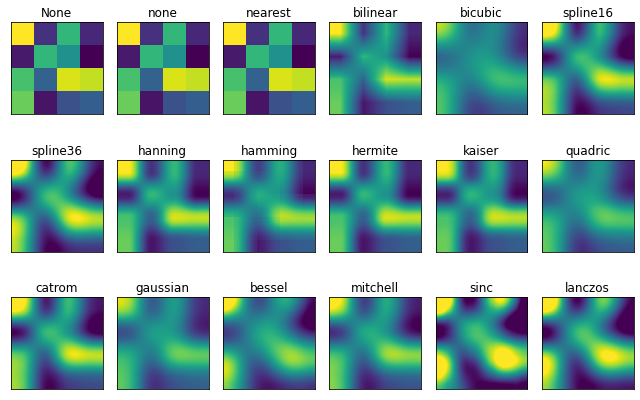 None none nearest bilinear bicubic spline16
spline36 hanning hamming hermite kaiser quadric
catrom gaussian bessel mitchell sinc lanczos